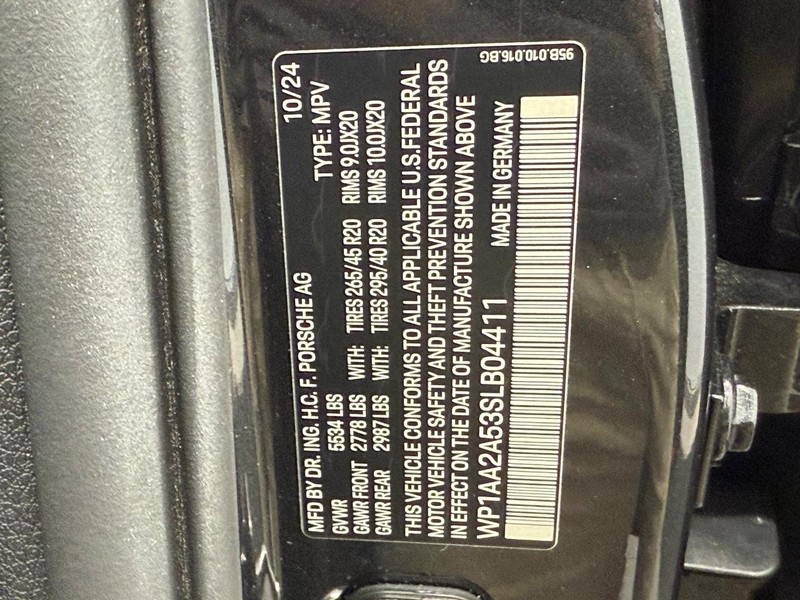 MFD BY DR. ING. H.C. F. PORSCHE AG 10/24
GVWR 5534 LBS TYPE: MPV
GAWR FRONT 2778 LBS WITH: TIRES 265/45 R20 RIMS 9.0JX20
GAWR REAR 2987 LBS WITH: TIRES 295/40 R20 RIMS 10.0JX20
THIS VEHICLE CONFORMS TO ALL APPLICABLE U.S.FEDERAL
MOTOR VEHICLE SAFETY AND THEFT PREVENTION STANDARDS
IN EFFECT ON THE DATE OF MANUFACTURE SHOWN ABOVE
WP1AA2A53SLB04411 MADE IN GERMANY
95B.010.016.BG